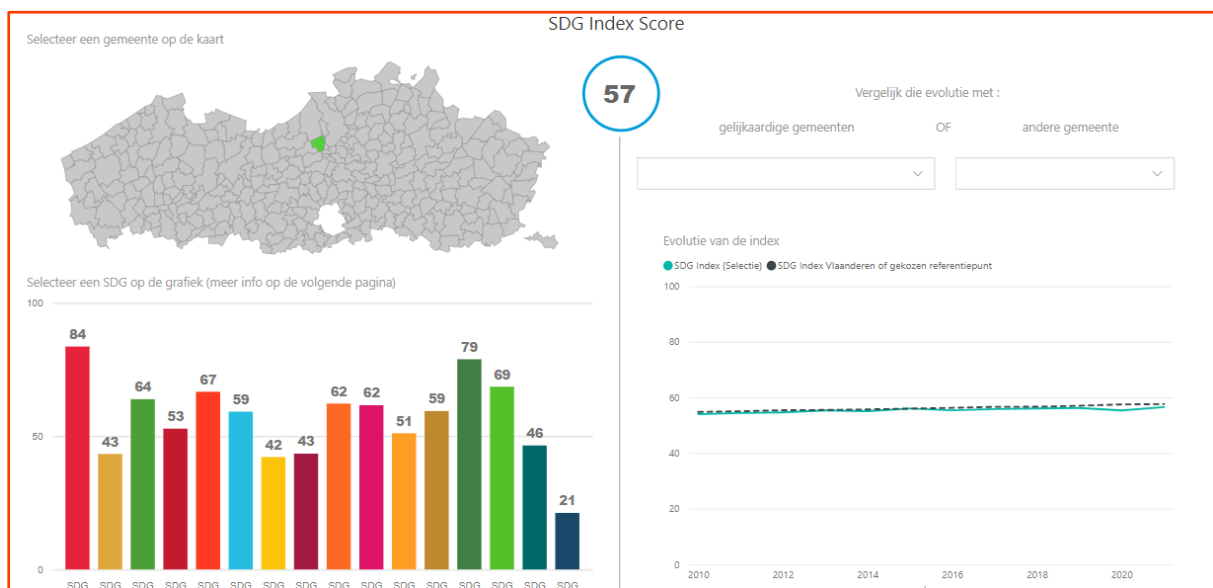 SDG Index Score
Selecteer een gemeente op de kaart
57
Vergelijk die evolutie met :
gelijkaardige gemeenten OF andere gemeente
Evolutie van de index
SDG Index (Selectie) SDG Index Vlaanderen of gekozen referentiepunt
100
80
60
40
20
0
2010 2012 2014 2016 2018 2020
Selecteer een SDG op de grafiek (meer info op de volgende pagina)
100
50
0
84 43 64 53 67 59 42 43 62 62 51 59 79 69 46 21
SDG SDG SDG SDG SDG SDG SDG SDG SDG SDG SDG SDG SDG SDG SDG SDG